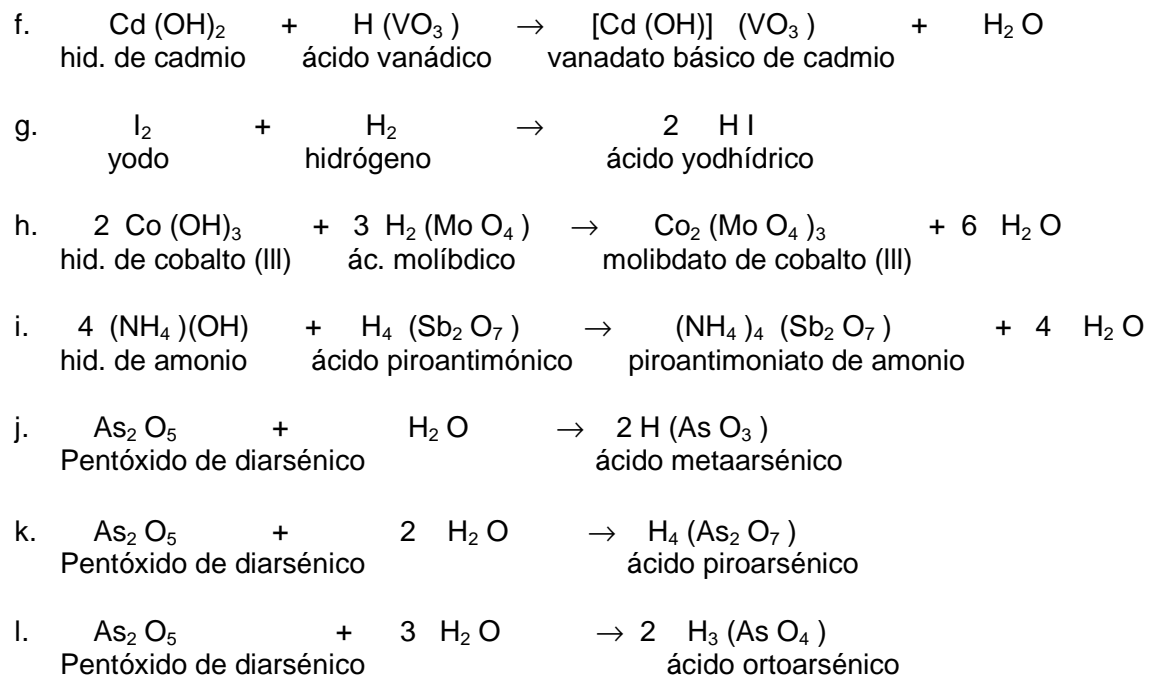 f. Cd (OH)₂ + H (VO₃ ) → [Cd (OH)] (VO₃ ) + H₂ O
hid. de cadmio ácido vanádico vanadato básico de cadmio
g. I₂ + H₂ → 2 H I
yodo hidrógeno ácido yodhídrico
h. 2 Co (OH)₃ + 3 H₂ (Mo O₄ ) → Co₂ (Mo O₄ )₃ + 6 H₂ O
hid. de cobalto (III) ác. molíbdico molibdato de cobalto (III)
i. 4 (NH₄ )(OH) + H₄ (Sb₂ O₇ ) → (NH₄ )₄ (Sb₂ O₇ ) + 4 H₂ O
hid. de amonio ácido piroantimónico piroantimoniato de amonio
j. As₂ O₅ + H₂ O → 2 H (As O₃ )
Pentóxido de diarsénico ácido metaarsénico
k. As₂ O₅ + 2 H₂ O → H₄ (As₂ O₇ )
Pentóxido de diarsénico ácido piroarsénico
l. As₂ O₅ + 3 H₂ O → 2 H₃ (As O₄ )
Pentóxido de diarsénico ácido ortoarsénico